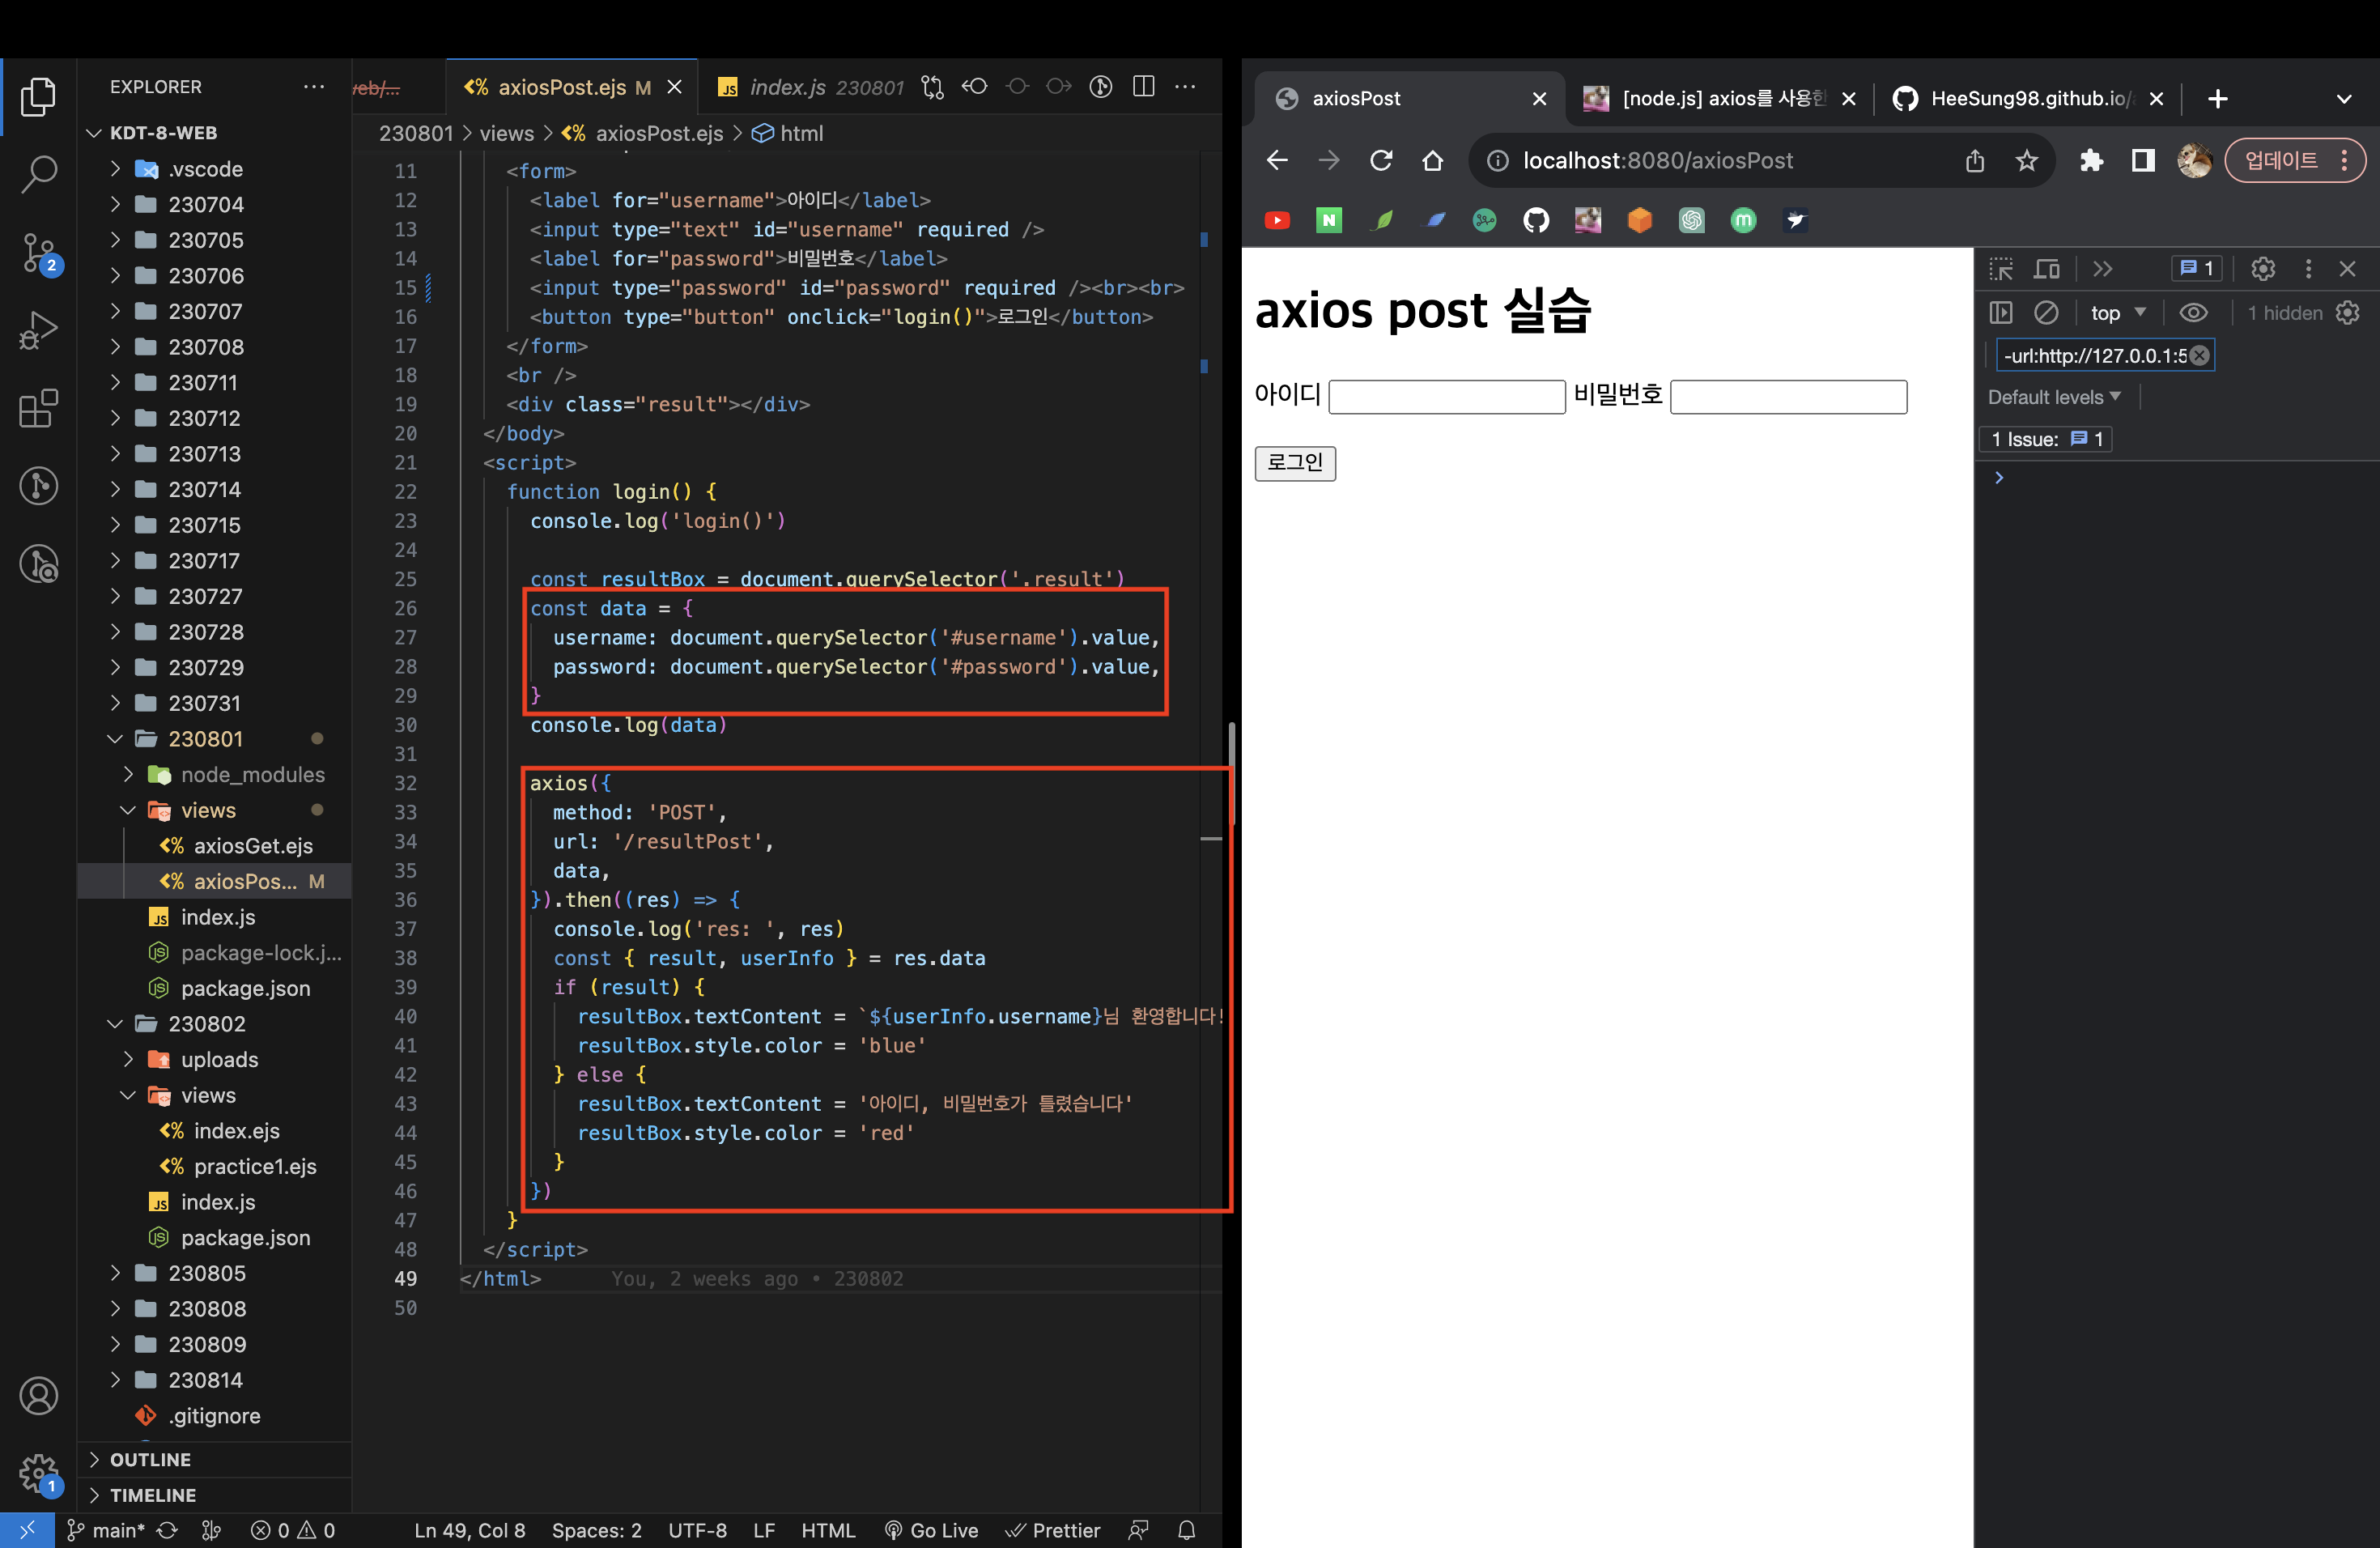 EXPLORER
KDT-8-WEB
.vscode
230704
230705
230706
230707
230708
230711
230712
230713
230714
230715
230717
230727
230728
230729
230731
230801
node_modules
views
axiosGet.ejs
axiosPos... M
index.js
package-lock.j...
package.json
230802
uploads
views
index.ejs
practice1.ejs
index.js
package.json
230805
230808
230809
230814
.gitignore
OUTLINE
TIMELINE
2
1
axiosPost.ejs M
index.js 230801
230801 > views > axiosPost.ejs > html
11 <form>
12 <label for="username">아이디</label>
13 <input type="text" id="username" required />
14 <label for="password">비밀번호</label>
15 <input type="password" id="password" required /><br><br>
16 <button type="button" onclick="login()">로그인</button>
17 </form>
18 <br />
19 <div class="result"></div>
20 </body>
21 <script>
22 function login() {
23 console.log('login()')
24
25 const resultBox = document.querySelector('.result')
26 const data = {
27 username: document.querySelector('#username').value,
28 password: document.querySelector('#password').value,
29 }
30 console.log(data)
31
32 axios({
33 method: 'POST',
34 url: '/resultPost',
35 data,
36 }).then((res) => {
37 console.log('res: ', res)
38 const { result, userInfo } = res.data
39 if (result) {
40 resultBox.textContent = `${userInfo.username}님 환영합니다!
41 resultBox.style.color = 'blue'
42 } else {
43 resultBox.textContent = '아이디, 비밀번호가 틀렸습니다'
44 resultBox.style.color = 'red'
45 }
46 })
47 }
48 </script>
49 </html> You, 2 weeks ago • 230802
50
main* 0 0 Ln 49, Col 8 Spaces: 2 UTF-8 LF HTML Go Live Prettier
axiosPost
[node.js] axios를 사용한
HeeSung98.github.io/
localhost:8080/axiosPost
업데이트
axios post 실습
아이디 비밀번호
로그인
1
top 1 hidden
-url:http://127.0.0.1:5
Default levels
1 Issue: 1